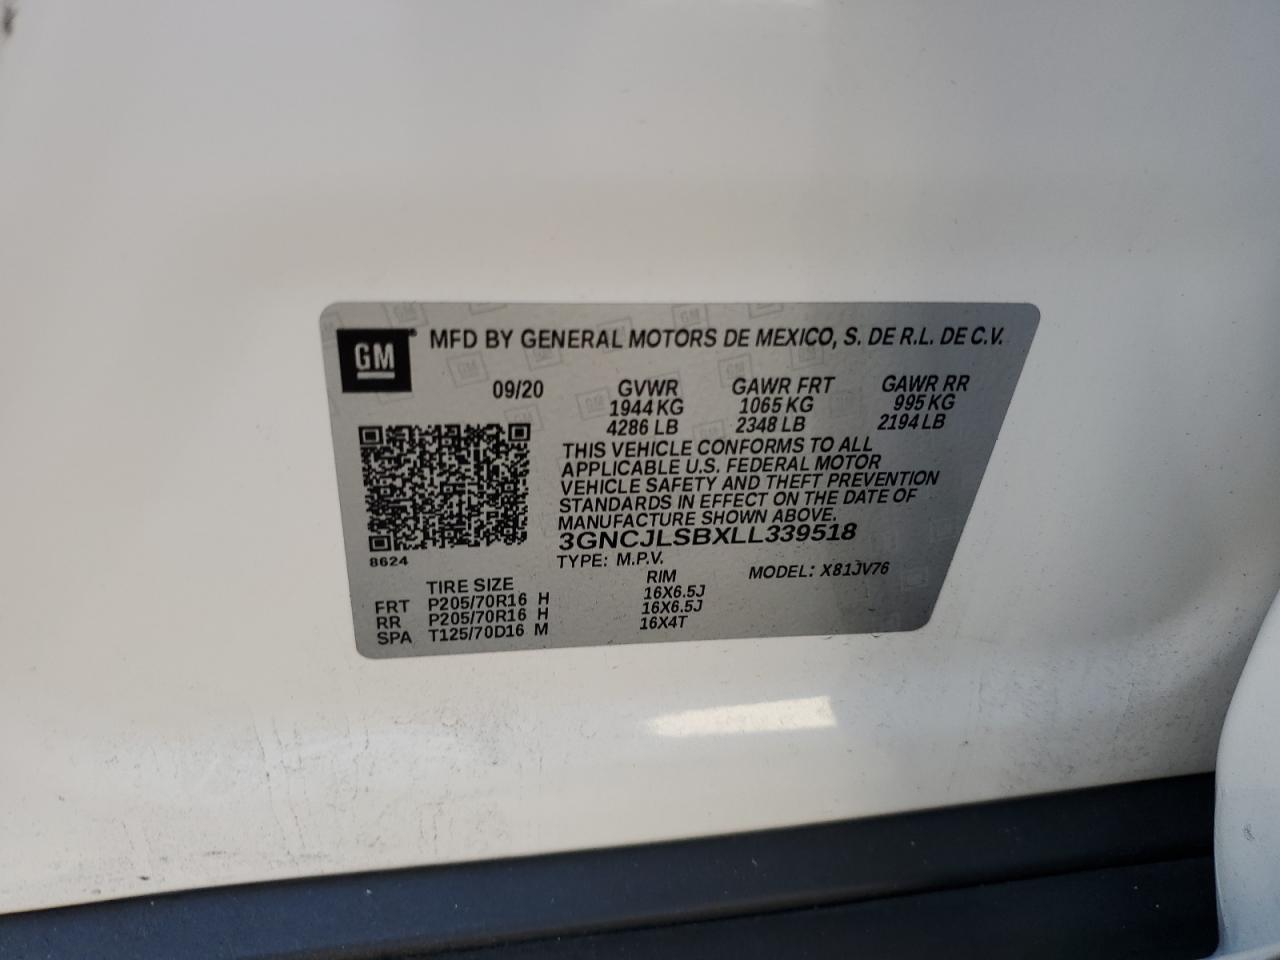 GM
MFD BY GENERAL MOTORS DE MEXICO, S. DE R.L. DE C.V.
09/20 GVWR GAWR FRT GAWR RR
1944 KG 1065 KG 995 KG
4286 LB 2348 LB 2194 LB
THIS VEHICLE CONFORMS TO ALL
APPLICABLE U.S. FEDERAL MOTOR
VEHICLE SAFETY AND THEFT PREVENTION
STANDARDS IN EFFECT ON THE DATE OF
MANUFACTURE SHOWN ABOVE.
3GNCJLSBXLL339518
8624
TYPE: M.P.V. MODEL: X81JV76
TIRE SIZE RIM
FRT P205/70R16 H 16X6.5J
RR P205/70R16 H 16X6.5J
SPA T125/70D16 M 16X4T